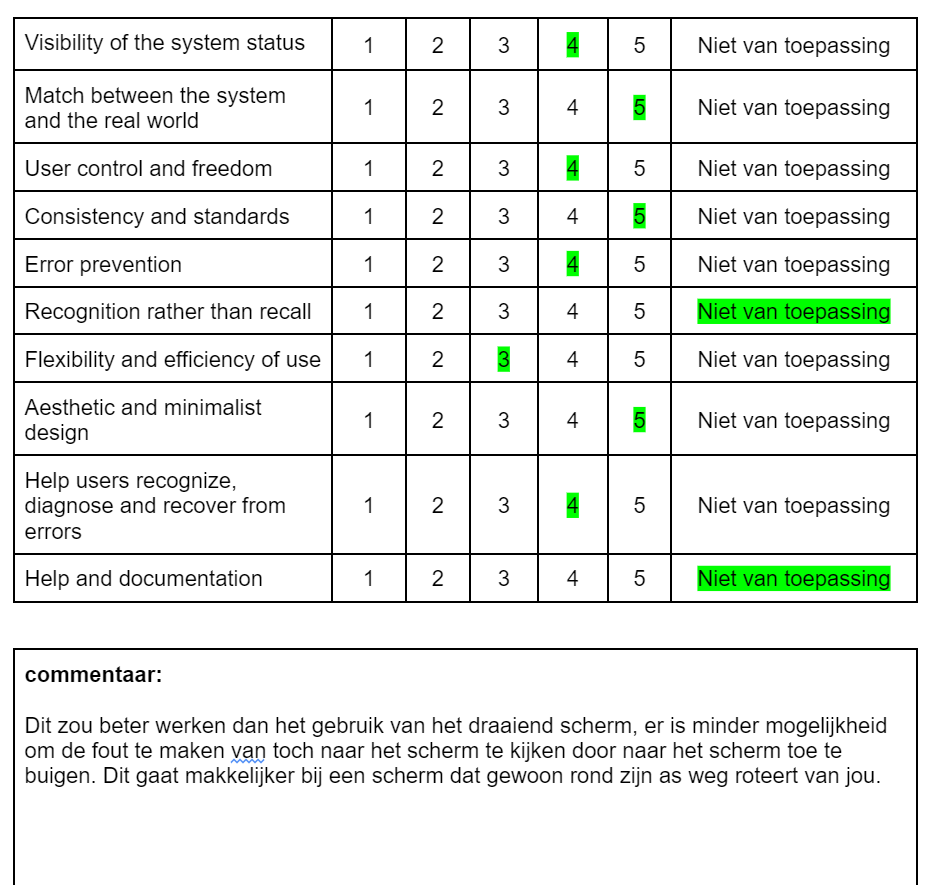 Visibility of the system status 1 2 3 4 5 Niet van toepassing
Match between the system
and the real world 1 2 3 4 5 Niet van toepassing
User control and freedom 1 2 3 4 5 Niet van toepassing
Consistency and standards 1 2 3 4 5 Niet van toepassing
Error prevention 1 2 3 4 5 Niet van toepassing
Recognition rather than recall 1 2 3 4 5 Niet van toepassing
Flexibility and efficiency of use 1 2 3 4 5 Niet van toepassing
Aesthetic and minimalist
design 1 2 3 4 5 Niet van toepassing
Help users recognize,
diagnose and recover from
errors 1 2 3 4 5 Niet van toepassing
Help and documentation 1 2 3 4 5 Niet van toepassing
commentaar:
Dit zou beter werken dan het gebruik van het draaiend scherm, er is minder mogelijkheid
om de fout te maken van toch naar het scherm te kijken door naar het scherm toe te
buigen. Dit gaat makkelijker bij een scherm dat gewoon rond zijn as weg roteert van jou.